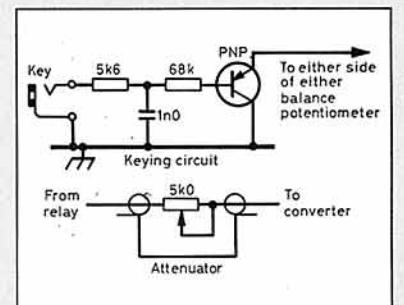 PNP
Key
5k6
68k
To either side
of either
balance
potentiometer
1n0
Keying circuit
From
relay
5k0
To
converter
Attenuator